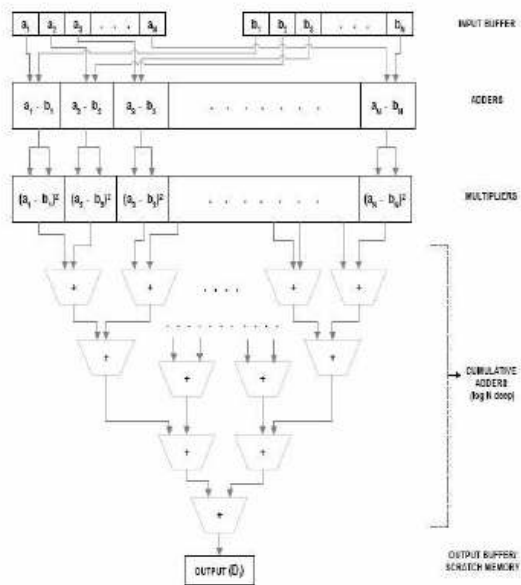 a1 a2 a3 . . . aN b1 b2 b3 . . . bN INPUT BUFFER
a1 - b1 a2 - b2 a3 - b3 . . . . . . . aN - bN ADDERS
(a1 - b1)2 (a2 - b2)2 (a3 - b3)2 . . . . . . . (aN - bN)2 MULTIPLIERS
+ + . . . . + +
. . . . . . . . . . .
+ +
+ +
CUMULATIVE
ADDERS
(log N deep)
+ +
+
OUTPUT (Di)
OUTPUT BUFFER/
SCRATCH MEMORY